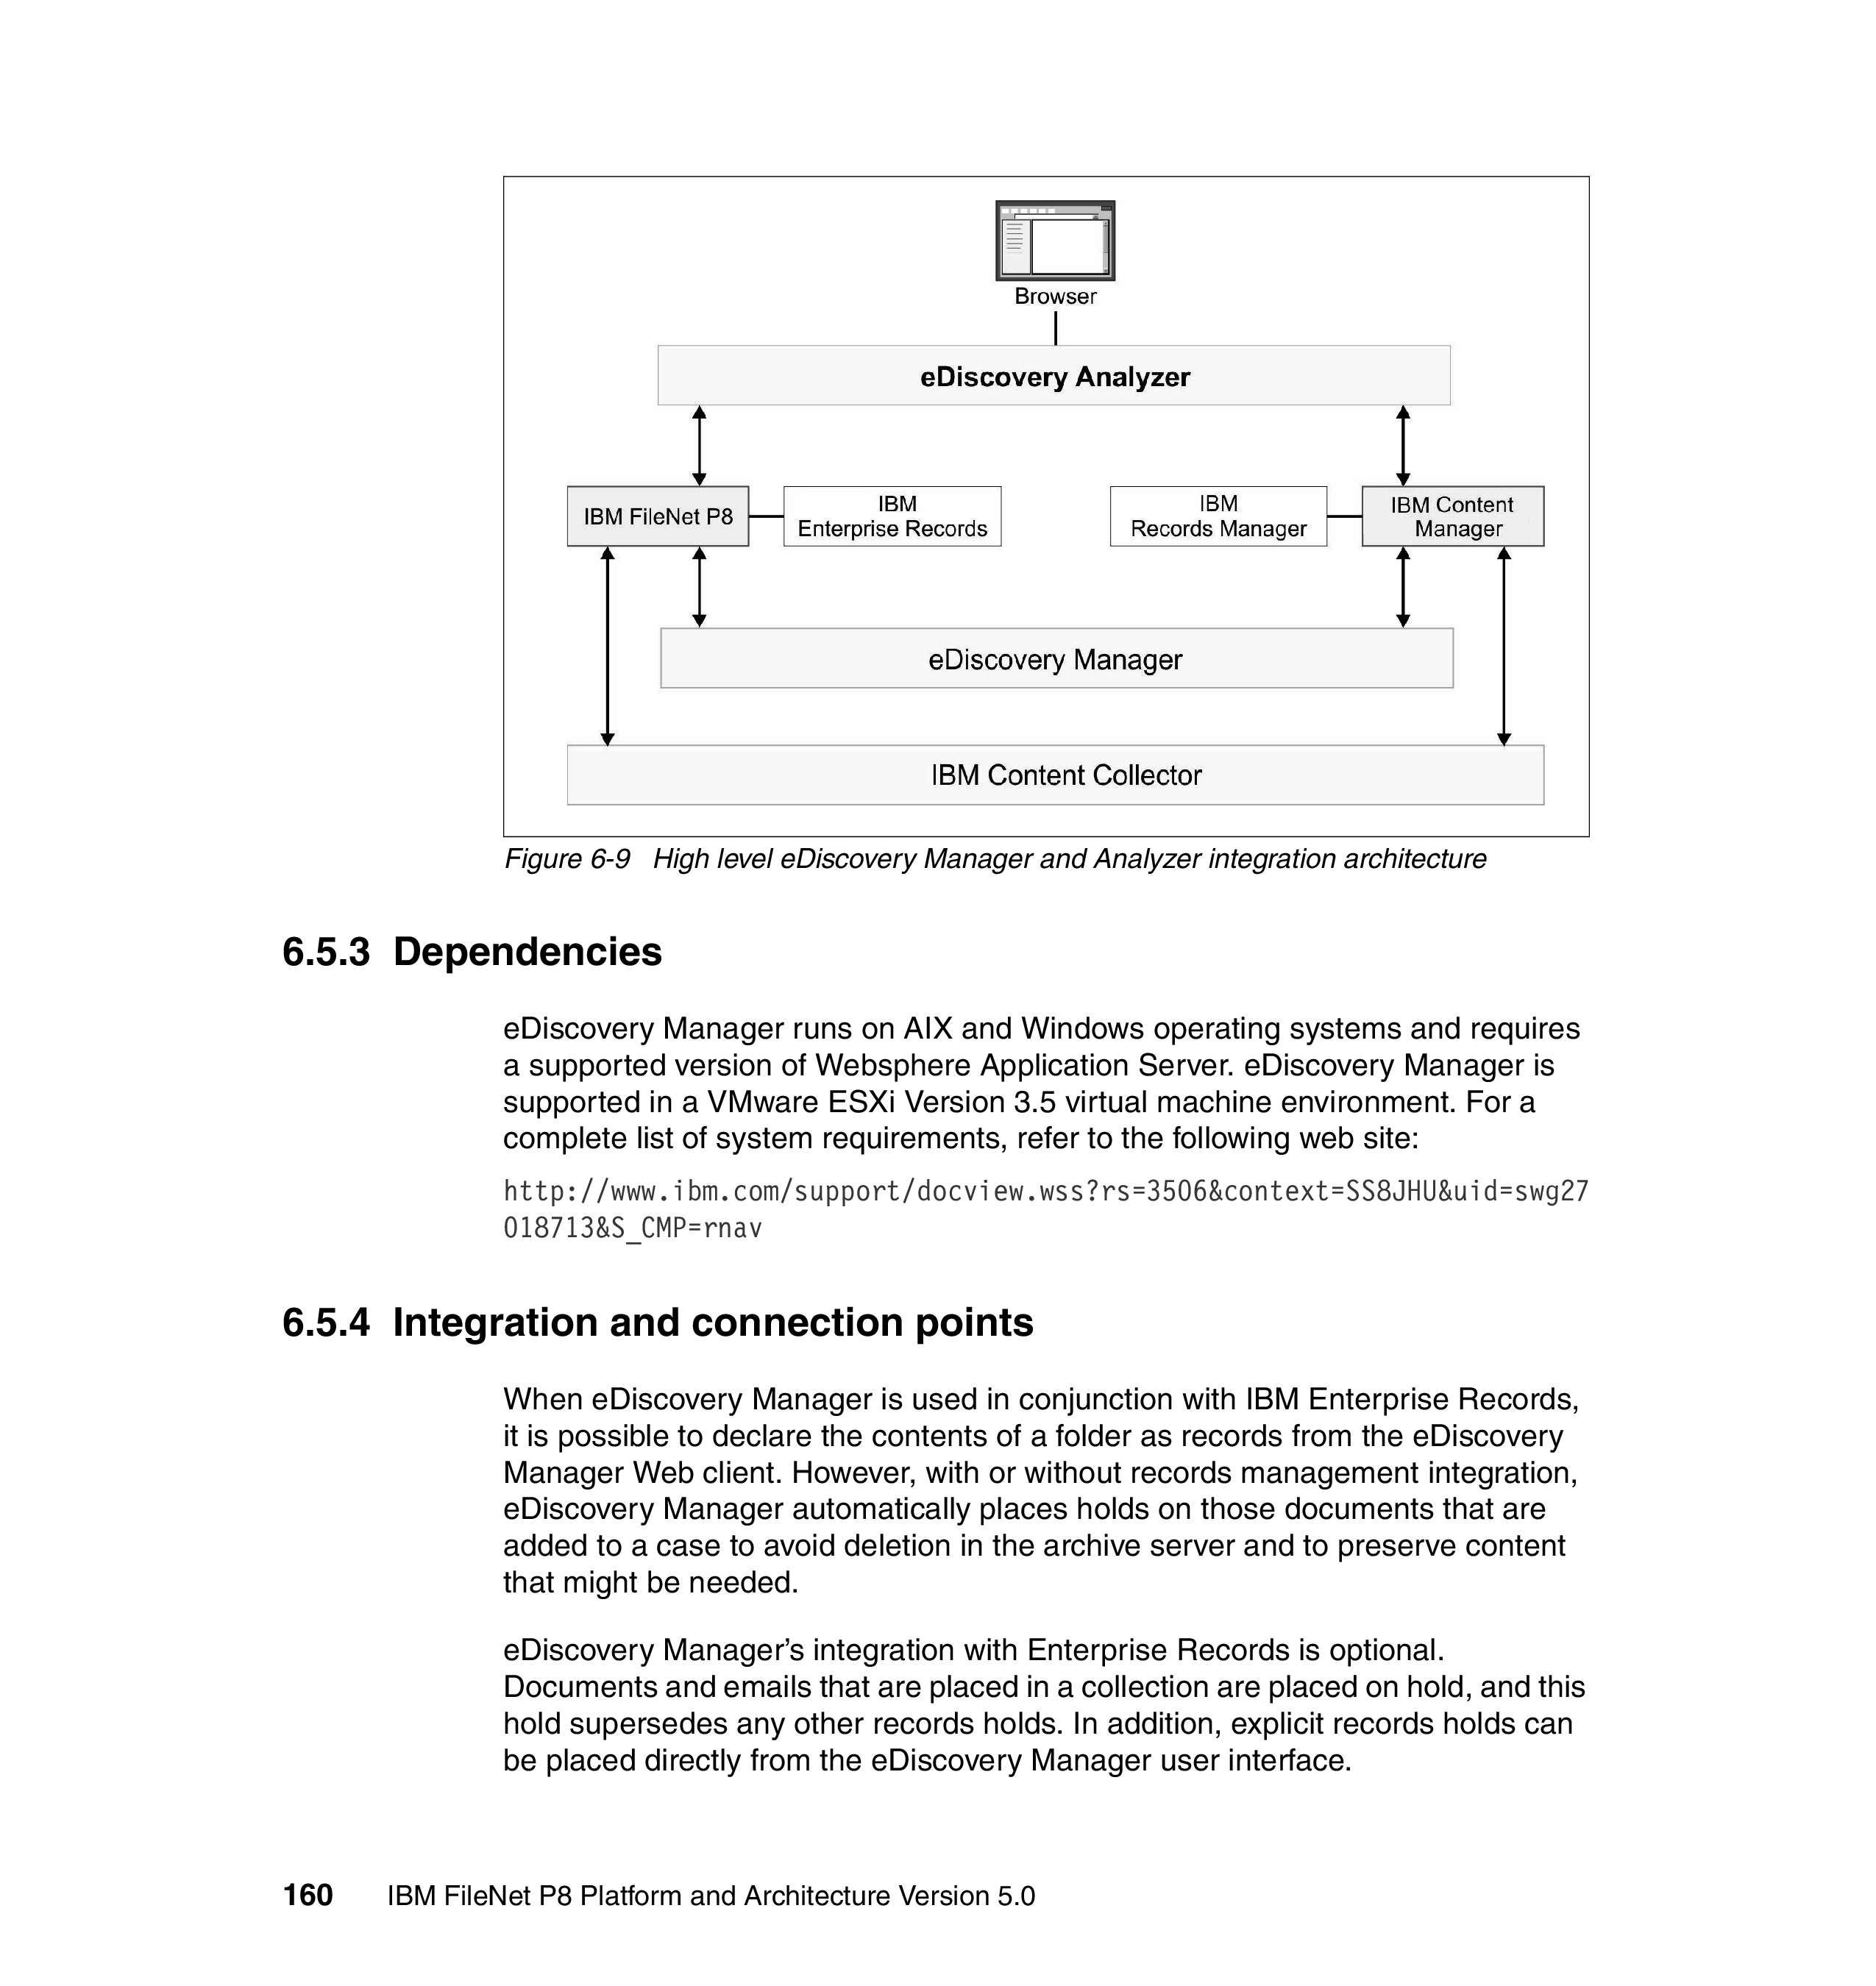 Browser
eDiscovery Analyzer
IBM FileNet P8
IBM
Enterprise Records
IBM
Records Manager
IBM Content
Manager
eDiscovery Manager
IBM Content Collector
Figure 6-9   High level eDiscovery Manager and Analyzer integration architecture
6.5.3  Dependencies
eDiscovery Manager runs on AIX and Windows operating systems and requires
a supported version of Websphere Application Server. eDiscovery Manager is
supported in a VMware ESXi Version 3.5 virtual machine environment. For a
complete list of system requirements, refer to the following web site:
http://www.ibm.com/support/docview.wss?rs=3506&context=SS8JHU&uid=swg27
018713&S_CMP=rnav
6.5.4  Integration and connection points
When eDiscovery Manager is used in conjunction with IBM Enterprise Records,
it is possible to declare the contents of a folder as records from the eDiscovery
Manager Web client. However, with or without records management integration,
eDiscovery Manager automatically places holds on those documents that are
added to a case to avoid deletion in the archive server and to preserve content
that might be needed.
eDiscovery Manager’s integration with Enterprise Records is optional.
Documents and emails that are placed in a collection are placed on hold, and this
hold supersedes any other records holds. In addition, explicit records holds can
be placed directly from the eDiscovery Manager user interface.
160   IBM FileNet P8 Platform and Architecture Version 5.0